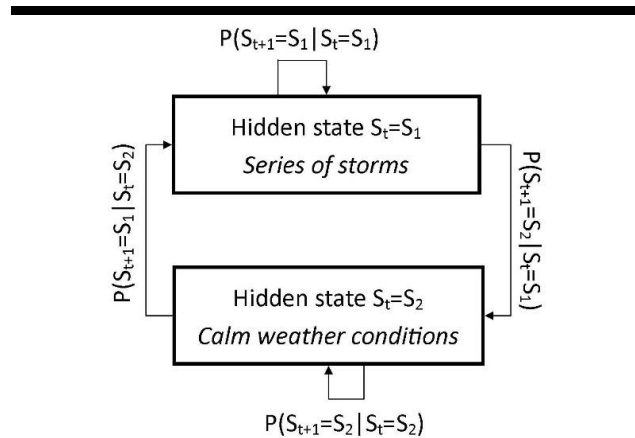 P(Sₜ₊₁=S₁|Sₜ=S₁)
Hidden state Sₜ=S₁
Series of storms
P(Sₜ₊₁=S₁|Sₜ=S₂)
P(Sₜ₊₁=S₂|Sₜ=S₁)
Hidden state Sₜ=S₂
Calm weather conditions
P(Sₜ₊₁=S₂|Sₜ=S₂)